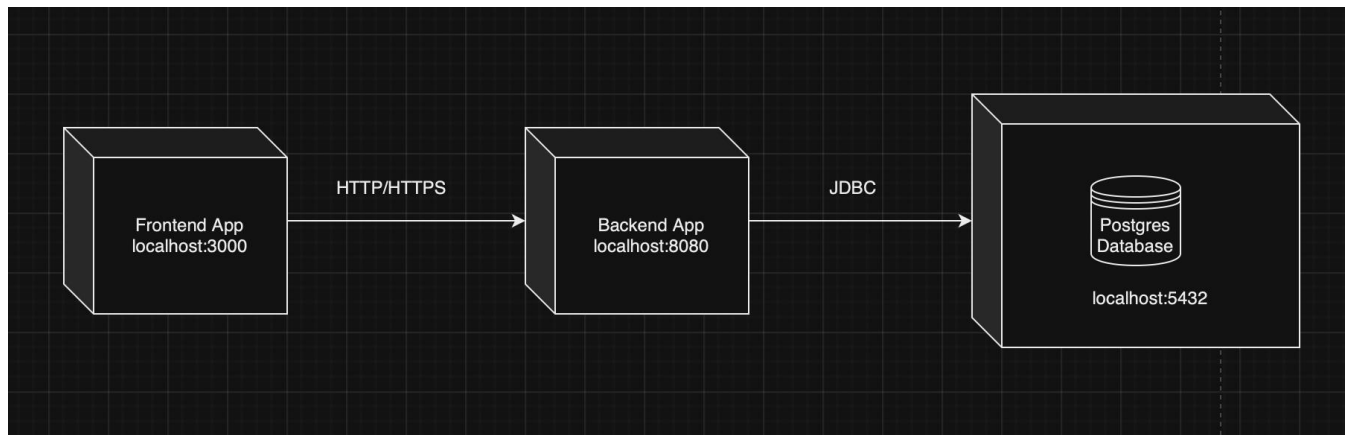 Frontend App
localhost:3000
HTTP/HTTPS
Backend App
localhost:8080
JDBC
Postgres
Database
localhost:5432